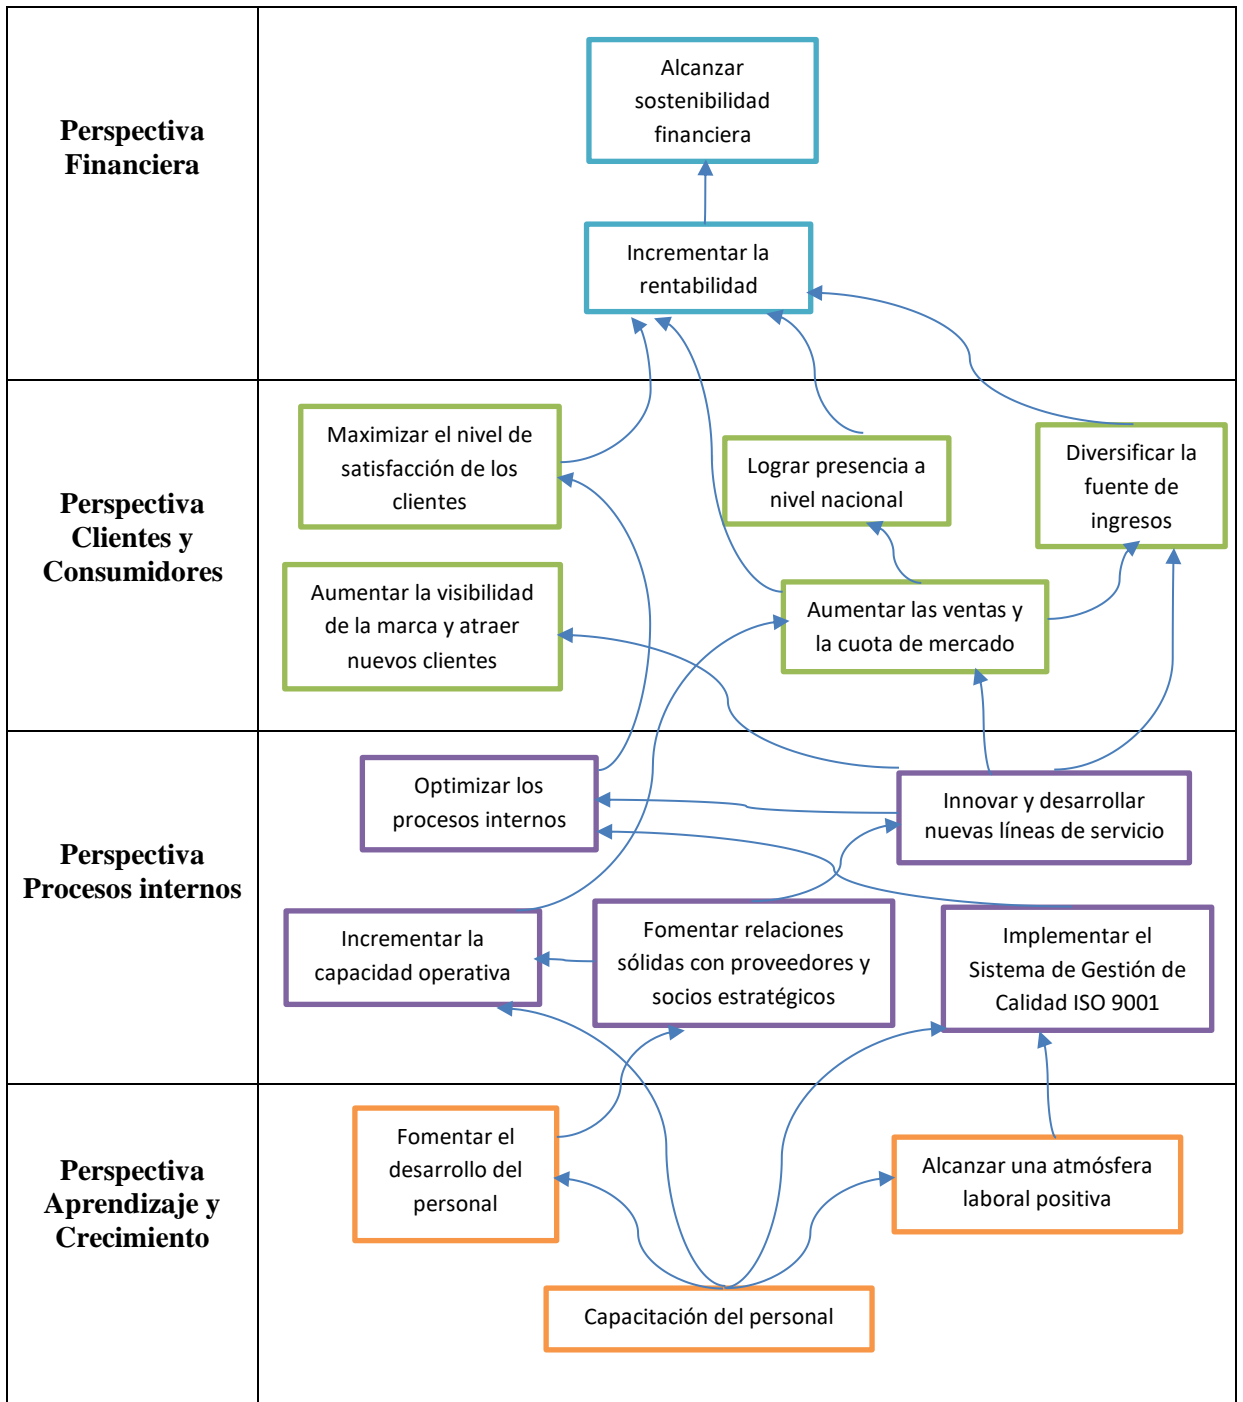 Perspectiva
Financiera
Alcanzar
sostenibilidad
financiera
Incrementar la
rentabilidad
Perspectiva
Clientes y
Consumidores
Maximizar el nivel de
satisfacción de los
clientes
Lograr presencia a
nivel nacional
Diversificar la
fuente de
ingresos
Aumentar la visibilidad
de la marca y atraer
nuevos clientes
Aumentar las ventas y
la cuota de mercado
Perspectiva
Procesos internos
Optimizar los
procesos internos
Innovar y desarrollar
nuevas líneas de servicio
Incrementar la
capacidad operativa
Fomentar relaciones
sólidas con proveedores y
socios estratégicos
Implementar el
Sistema de Gestión de
Calidad ISO 9001
Perspectiva
Aprendizaje y
Crecimiento
Fomentar el
desarrollo del
personal
Alcanzar una atmósfera
laboral positiva
Capacitación del personal